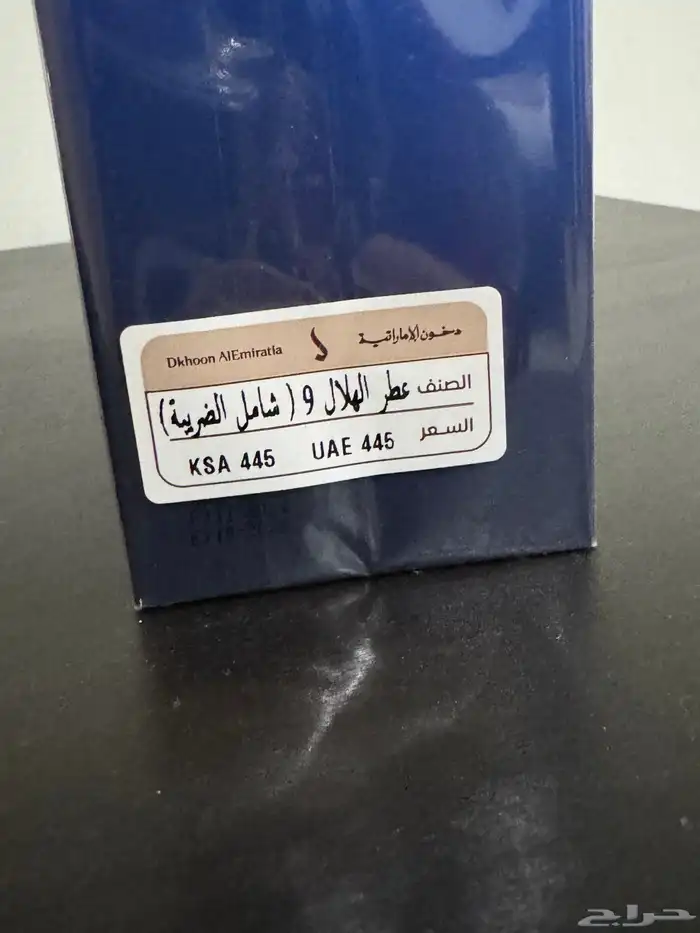 Dkhoon AlEmiratia دخون الإماراتية
الصنف عطر الهلال 9 (شامل الضريبة)
السعر KSA 445 UAE 445
حراج